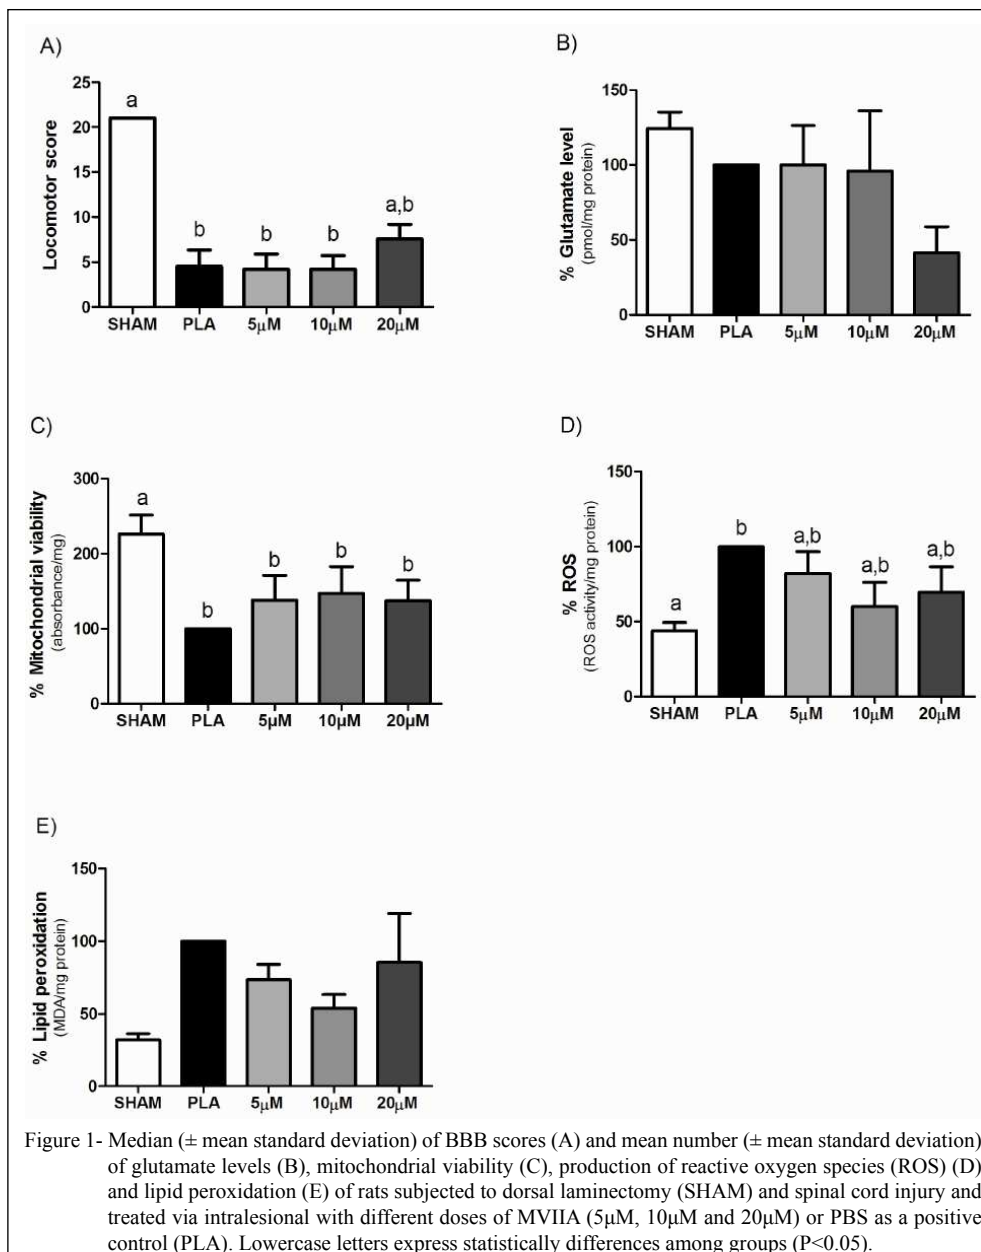 A)
25
20
15
10
5
0
Locomotor score
a
b
b
b
a,b
SHAM PLA 5μM 10μM 20μM
B)
150
100
50
0
% Glutamate level
(pmol/mg protein)
SHAM PLA 5μM 10μM 20μM
C)
300
200
100
0
% Mitochondrial viability
(absorbance/mg)
a
b
b
b
b
SHAM PLA 5μM 10μM 20μM
D)
150
100
50
0
% ROS
(ROS activity/mg protein)
a
b
a,b
a,b
a,b
SHAM PLA 5μM 10μM 20μM
E)
150
100
50
0
% Lipid peroxidation
(MDA/mg protein)
SHAM PLA 5μM 10μM 20μM
Figure 1- Median (± mean standard deviation) of BBB scores (A) and mean number (± mean standard deviation)
of glutamate levels (B), mitochondrial viability (C), production of reactive oxygen species (ROS) (D)
and lipid peroxidation (E) of rats subjected to dorsal laminectomy (SHAM) and spinal cord injury and
treated via intralesional with different doses of MVIIA (5μM, 10μM and 20μM) or PBS as a positive
control (PLA). Lowercase letters express statistically differences among groups (P<0.05).